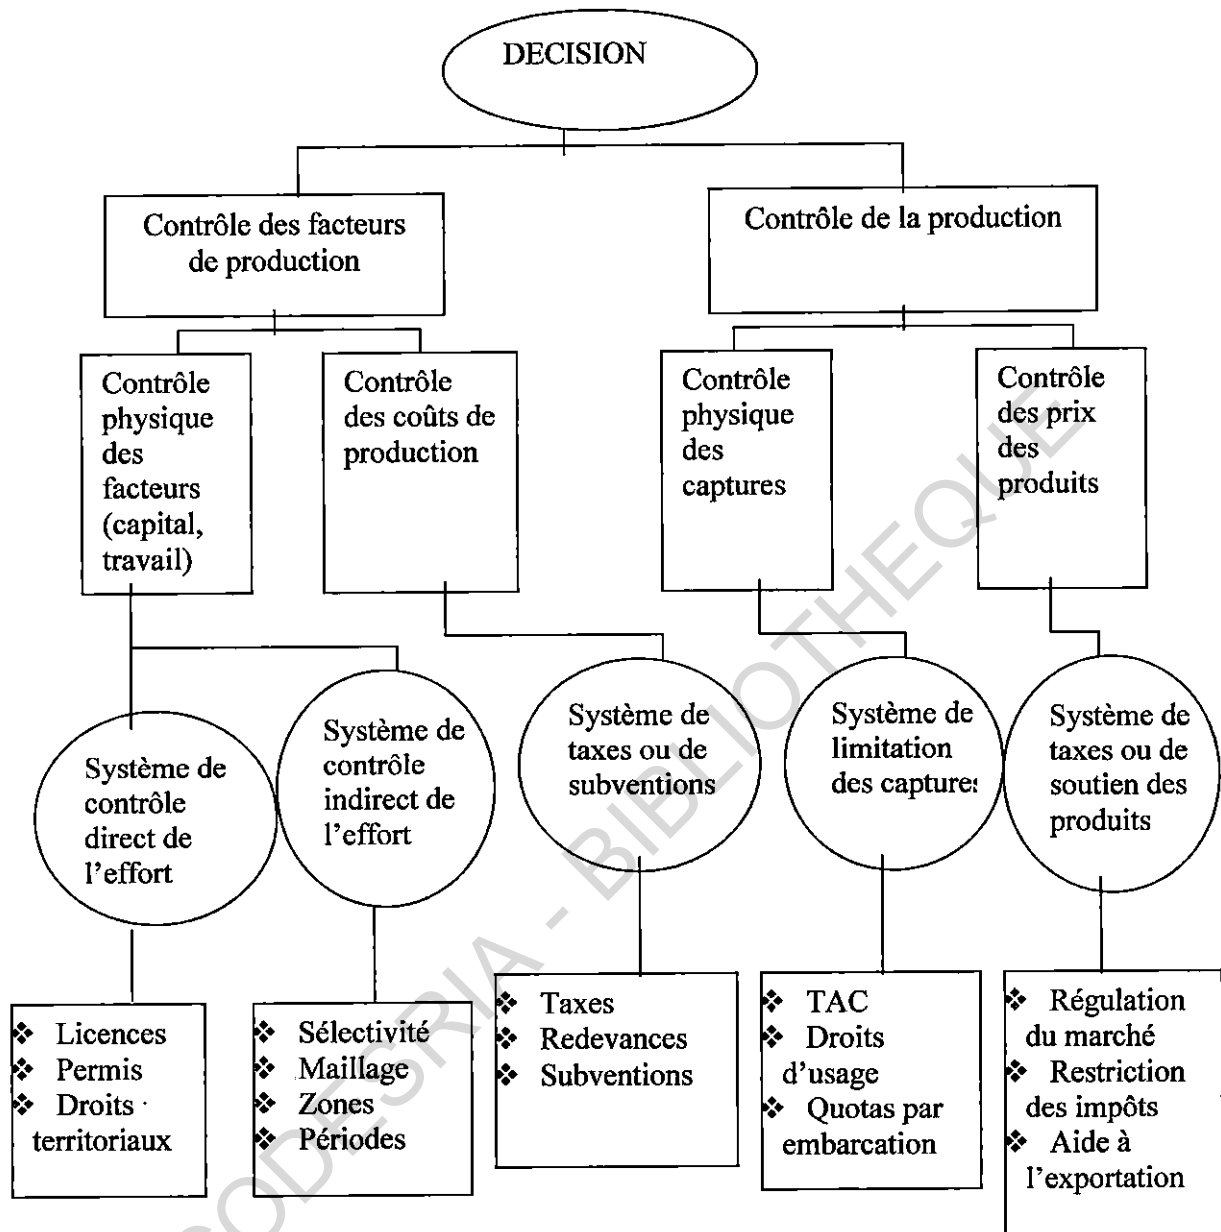 DECISION
Contrôle des facteurs
de production
Contrôle de la production
Contrôle
physique
des
facteurs
(capital,
travail)
Contrôle
des coûts de
production
Contrôle
physique
des
captures
Contrôle
des prix
des
produits
Système de
contrôle
direct de
l'effort
Système de
contrôle
indirect de
l'effort
Système de
taxes ou de
subventions
Système de
limitation
des captures
Système de
taxes ou de
soutien des
produits
❖ Licences
❖ Permis
❖ Droits
territoriaux
❖ Sélectivité
❖ Maillage
❖ Zones
❖ Périodes
❖ Taxes
❖ Redevances
❖ Subventions
❖ TAC
❖ Droits
d'usage
❖ Quotas par
embarcation
❖ Régulation
du marché
❖ Restriction
des impôts
❖ Aide à
l'exportation
CODESRIA - BIBLIOTHEQUE